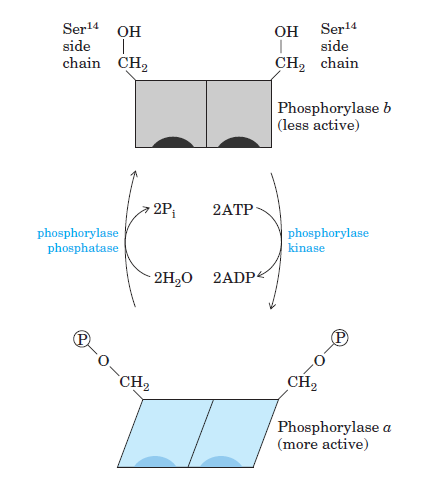 Ser¹⁴ side chain
OH
CH₂
OH
CH₂
Ser¹⁴ side chain
Phosphorylase b
(less active)
2Pᵢ
2ATP
phosphorylase
phosphatase
phosphorylase
kinase
2H₂O
2ADP
P
O
CH₂
P
O
CH₂
Phosphorylase a
(more active)